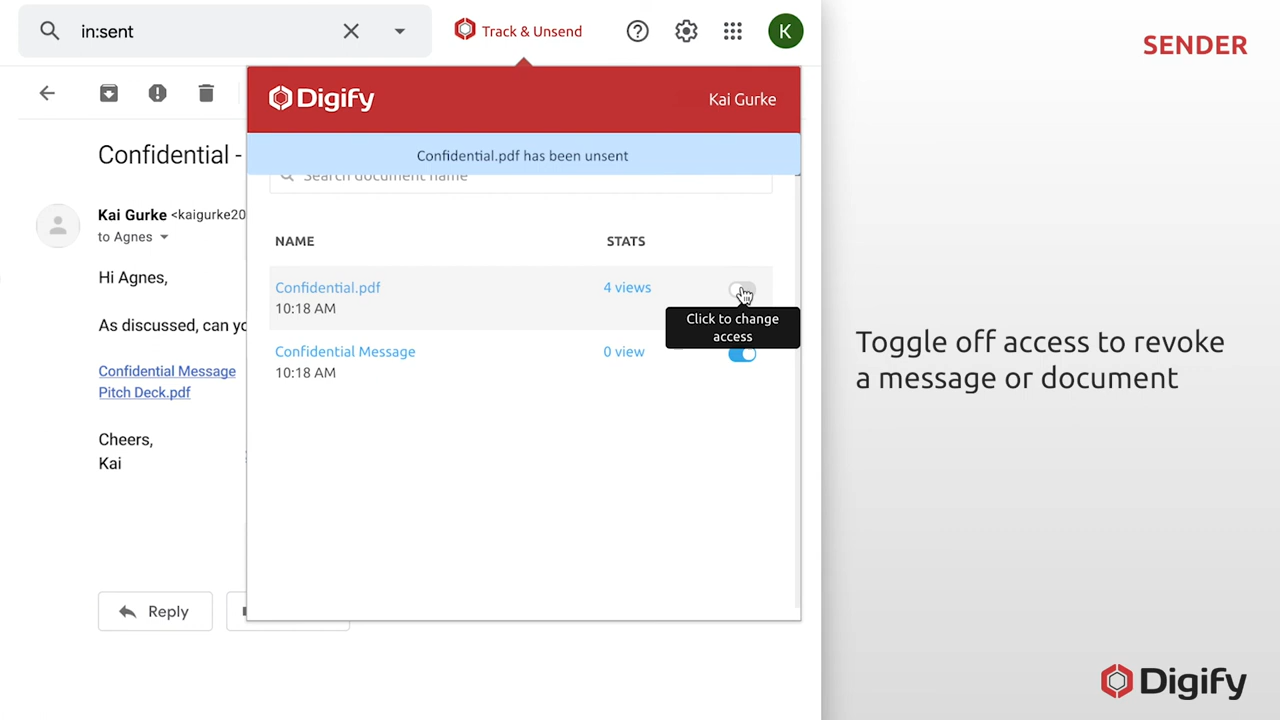 in:sent
Track & Unsend
K
SENDER
Digify
Kai Gurke
Confidential -
Confidential.pdf has been unsent
Search document name
Kai Gurke <kaigurke20
to Agnes
NAME
STATS
Hi Agnes,
Confidential.pdf
4 views
10:18 AM
Click to change
access
As discussed, can yo
Confidential Message
0 view
10:18 AM
Toggle off access to revoke
a message or document
Confidential Message
Pitch Deck.pdf
Cheers,
Kai
Reply
Digify